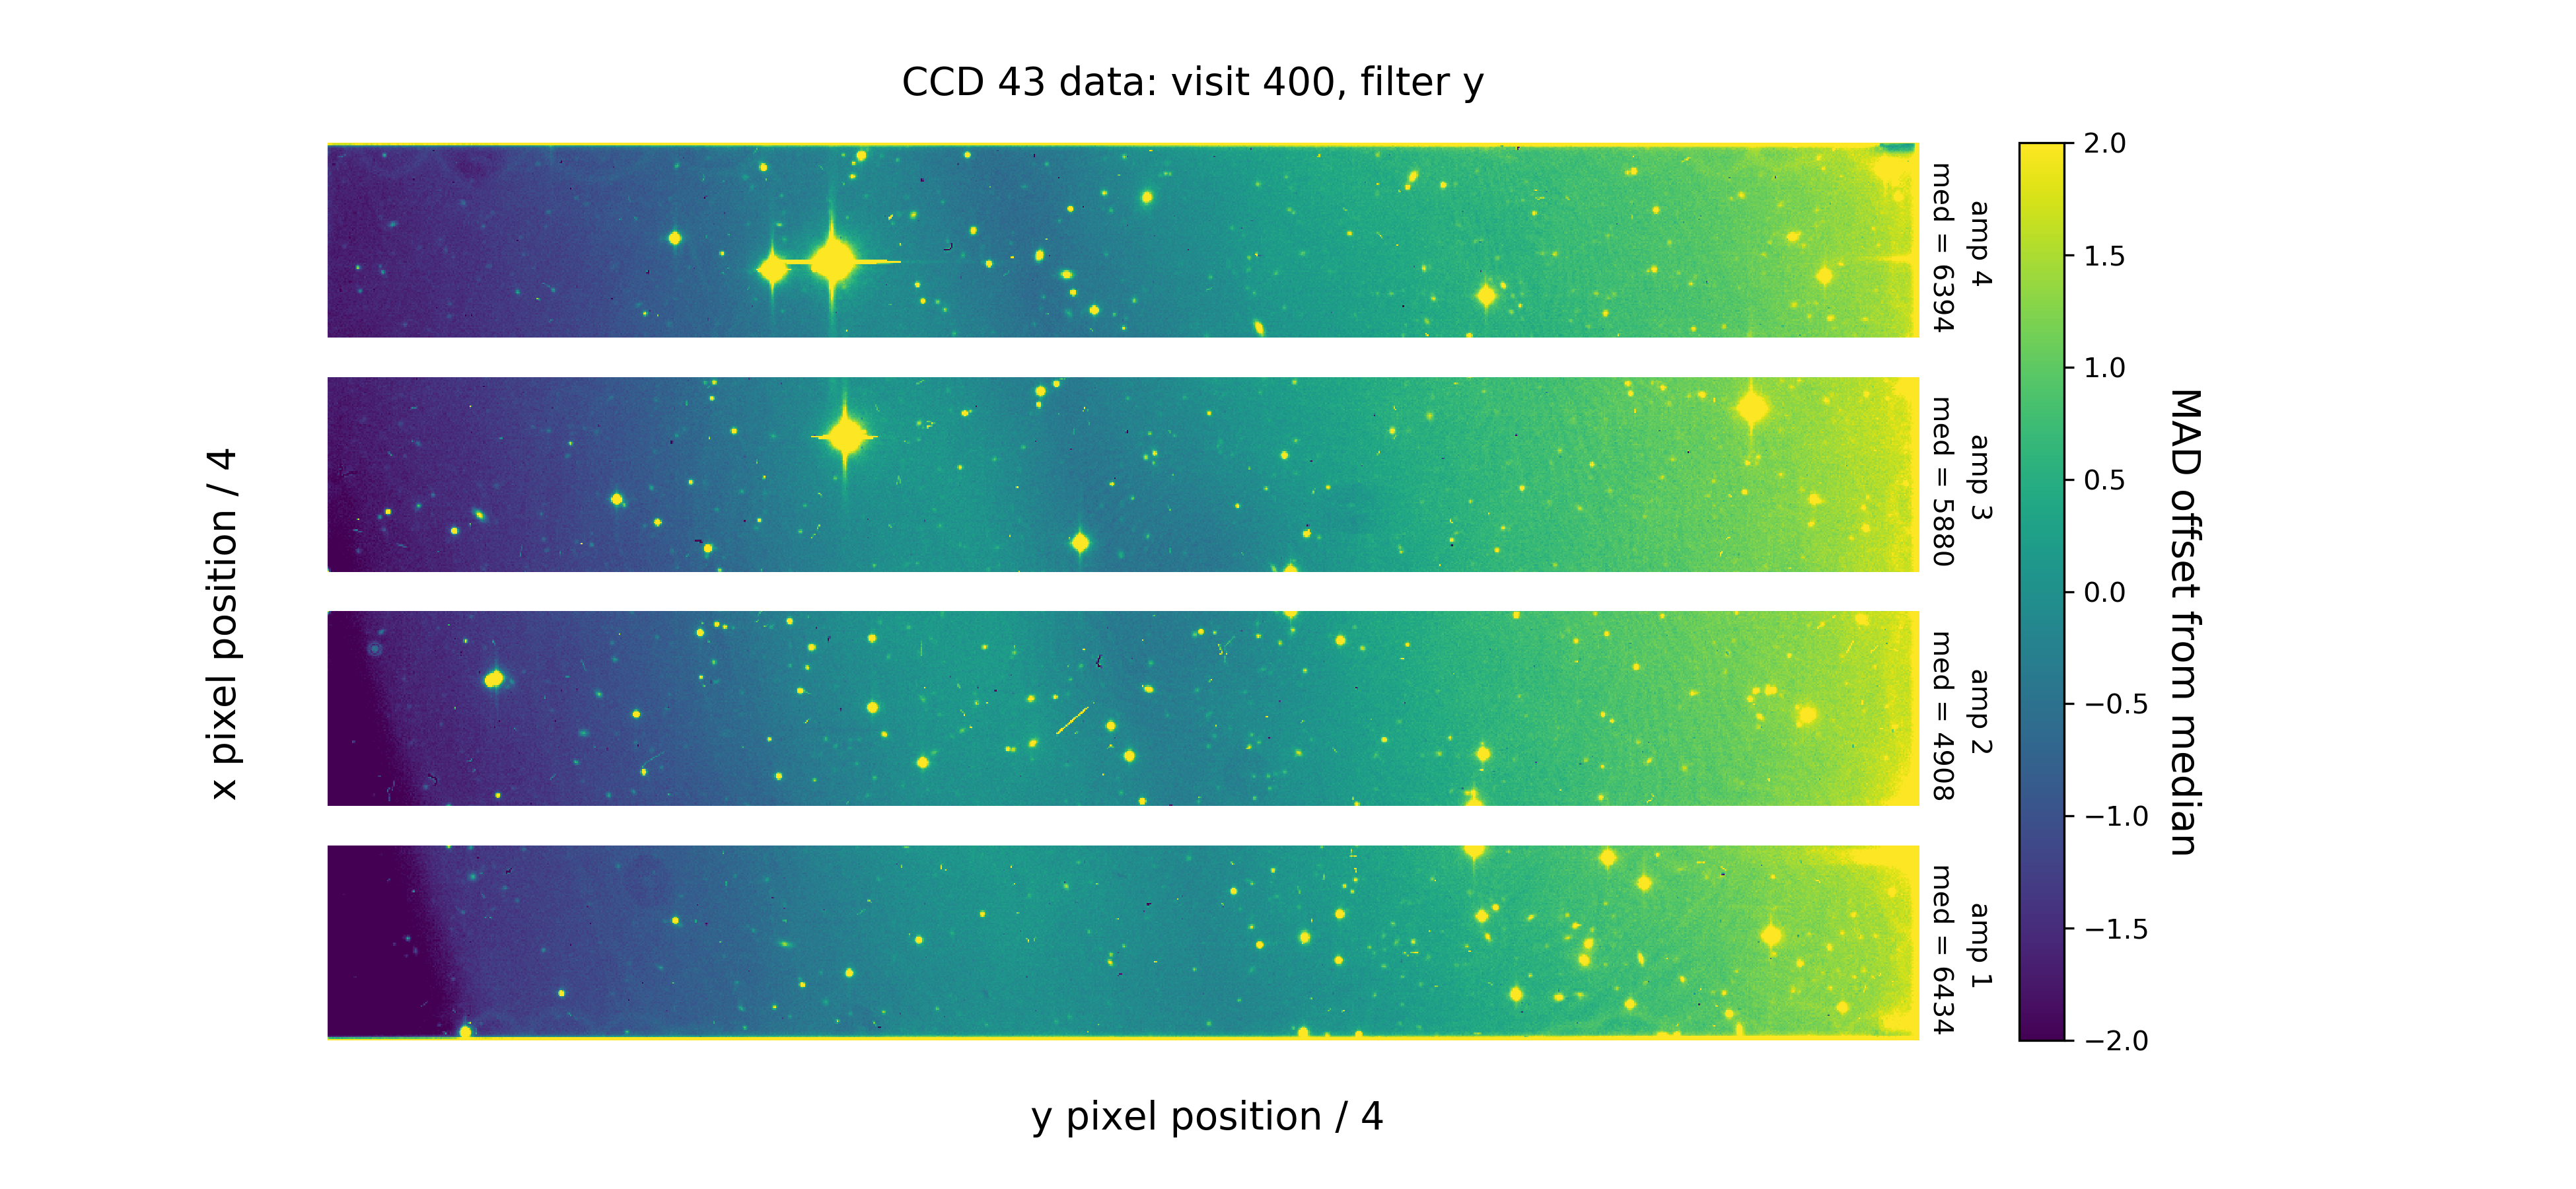 CCD 43 data: visit 400, filter y
x pixel position / 4
y pixel position / 4
amp 4
med = 6394
amp 3
med = 5880
amp 2
med = 4908
amp 1
med = 6434
2.0
1.5
1.0
0.5
0.0
−0.5
−1.0
−1.5
−2.0
MAD offset from median